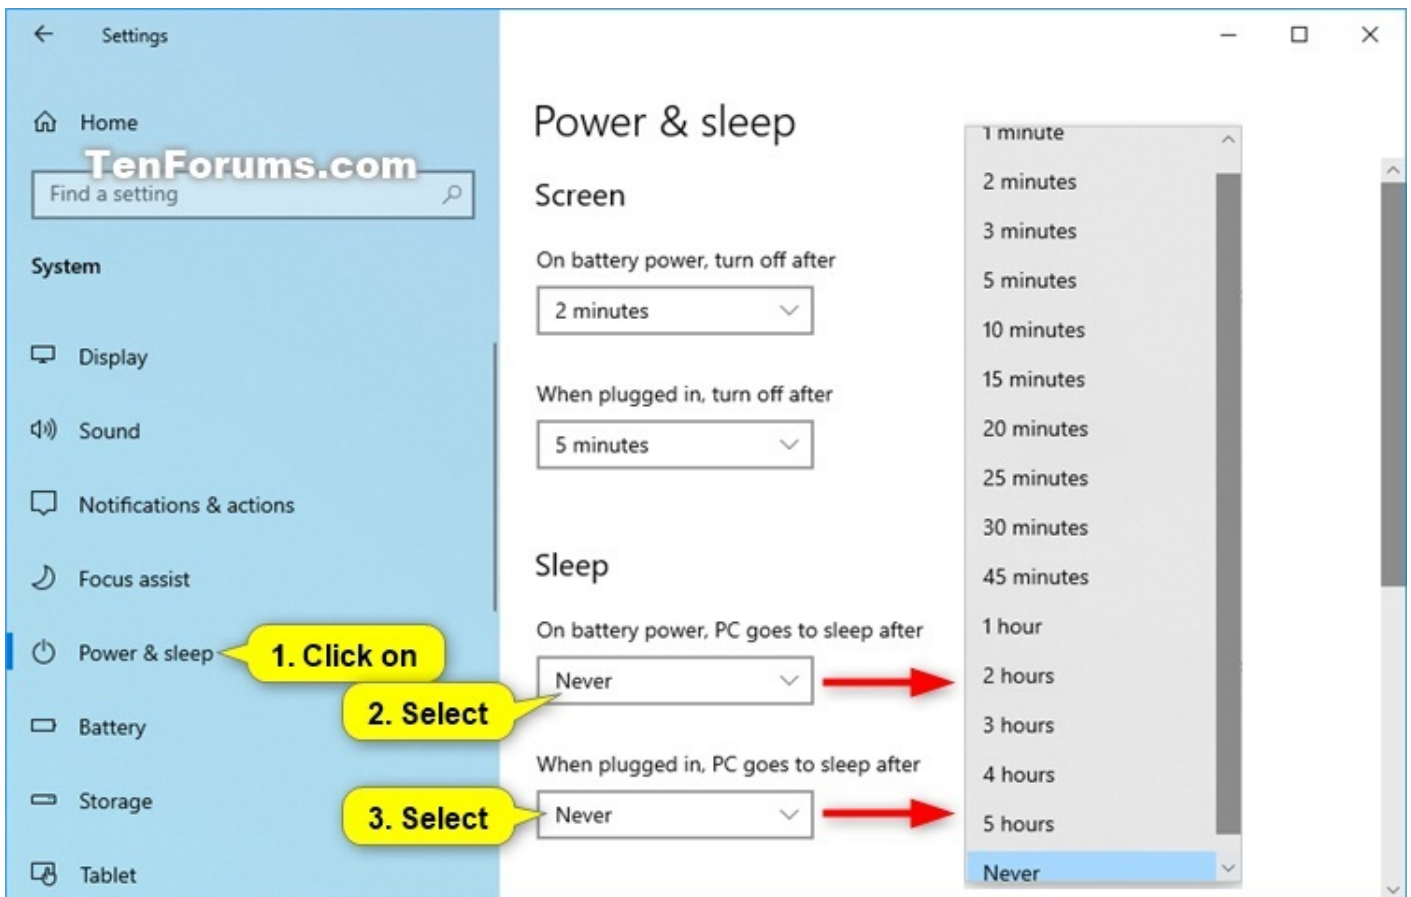 Settings
Home
TenForums.com
Find a setting
System
Display
Sound
Notifications & actions
Focus assist
Power & sleep
1. Click on
Battery
Storage
Tablet
Power & sleep
Screen
On battery power, turn off after
2 minutes
When plugged in, turn off after
5 minutes
Sleep
On battery power, PC goes to sleep after
Never
2. Select
When plugged in, PC goes to sleep after
Never
3. Select
1 minute
2 minutes
3 minutes
5 minutes
10 minutes
15 minutes
20 minutes
25 minutes
30 minutes
45 minutes
1 hour
2 hours
3 hours
4 hours
5 hours
Never